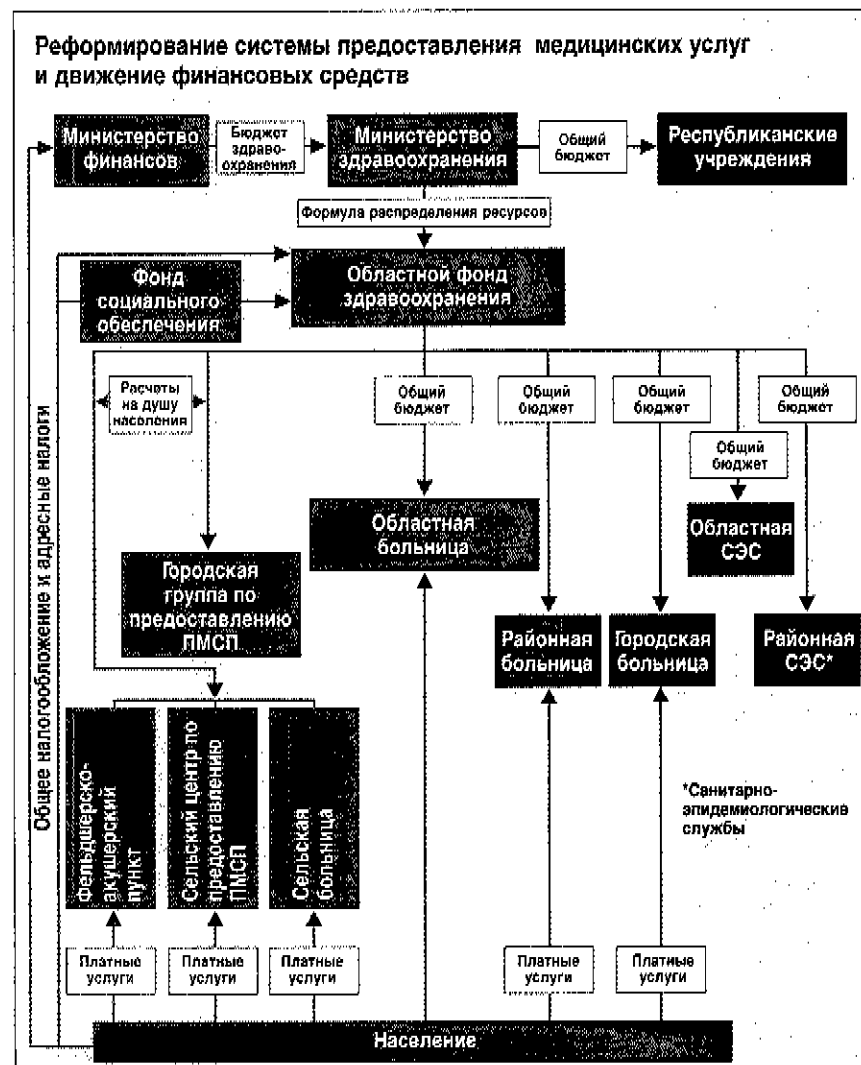 Реформирование системы предоставления медицинских услуг
и движение финансовых средств
Министерство
финансов
Бюджет
здраво-
охранения
Министерство
здравоохранения
Общий
бюджет
Республиканские
учреждения
Формула распределения ресурсов
Фонд
социального
обеспечения
Областной фонд
здравоохранения
Расчеты
на душу
населения
Общий
бюджет
Общий
бюджет
Общий
бюджет
Общий
бюджет
Общий
бюджет
Областная
больница
Областная
СЭС
Городская
группа по
предоставлению
ПМСП
Районная
больница
Городская
больница
Районная
СЭС*
Общее налогообложение и адресные налоги
Фельдшерско-
акушерский
пункт
Сельский центр по
предоставлению
ПМСП
Сельская
больница
*Санитарно-
эпидемиологические
службы
Платные
услуги
Платные
услуги
Платные
услуги
Платные
услуги
Платные
услуги
Население